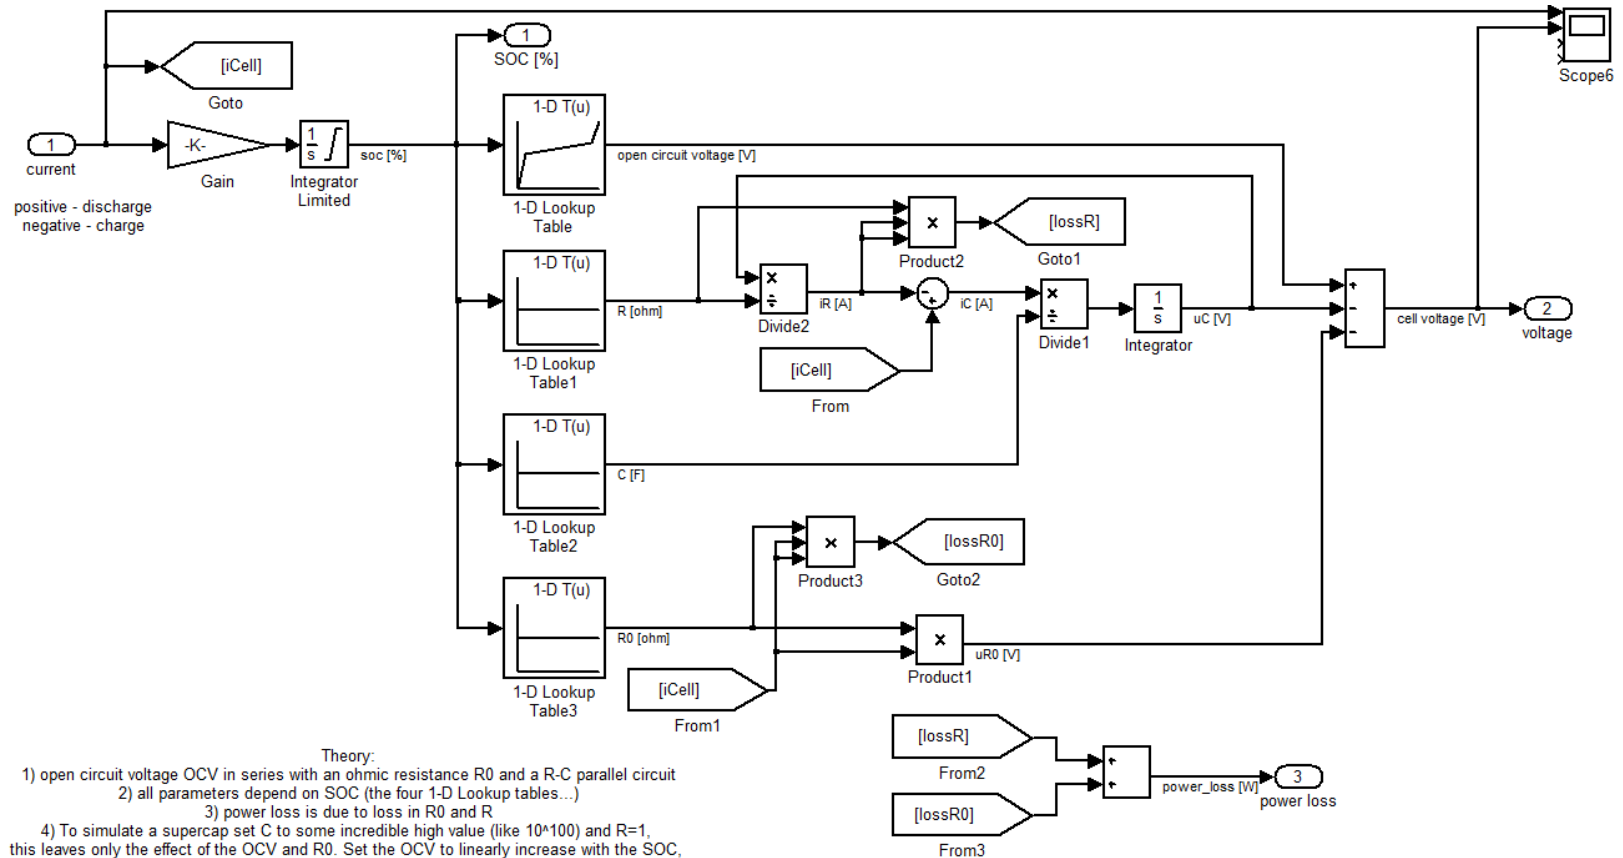 1
SOC [%]
Scope6
[iCell]
Goto
1
current
-K-
Gain
1
s
Integrator
Limited
soc [%]
positive - discharge
negative - charge
1-D T(u)
open circuit voltage [V]
1-D Lookup
Table
1-D T(u)
R [ohm]
1-D Lookup
Table1
×
Product2
[lossR]
Goto1
×
÷
Divide2
iR [A]
-
+
iC [A]
×
÷
Divide1
1
s
Integrator
uC [V]
+
-
-
cell voltage [V]
2
voltage
[iCell]
From
1-D T(u)
C [F]
1-D Lookup
Table2
×
Product3
[lossR0]
Goto2
1-D T(u)
R0 [ohm]
1-D Lookup
Table3
×
Product1
uR0 [V]
[iCell]
From1
[lossR]
From2
[lossR0]
From3
+
+
power_loss [W]
3
power loss
Theory:
1) open circuit voltage OCV in series with an ohmic resistance R0 and a R-C parallel circuit
2) all parameters depend on SOC (the four 1-D Lookup tables...)
3) power loss is due to loss in R0 and R
4) To simulate a supercap set C to some incredible high value (like 10^100) and R=1,
this leaves only the effect of the OCV and R0. Set the OCV to linearly increase with the SOC,